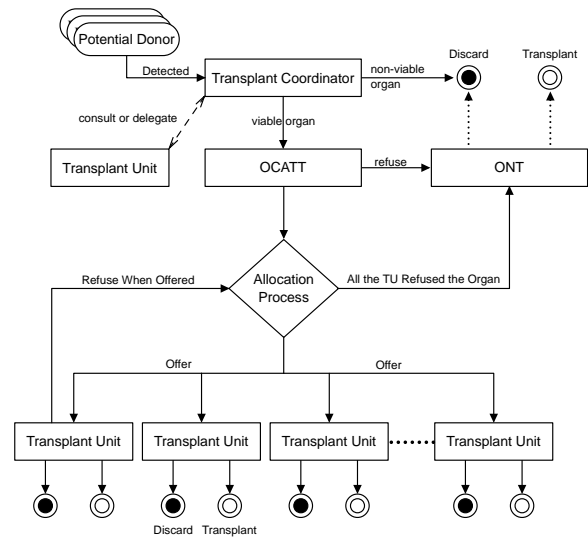 Potential Donor
Discard
Transplant
Detected
Transplant Coordinator
non-viable
organ
consult or delegate
viable organ
Transplant Unit
OCATT
refuse
ONT
Refuse When Offered
Allocation
Process
All the TU Refused the Organ
Offer
Offer
Transplant Unit
Transplant Unit
Transplant Unit
Transplant Unit
Discard
Transplant